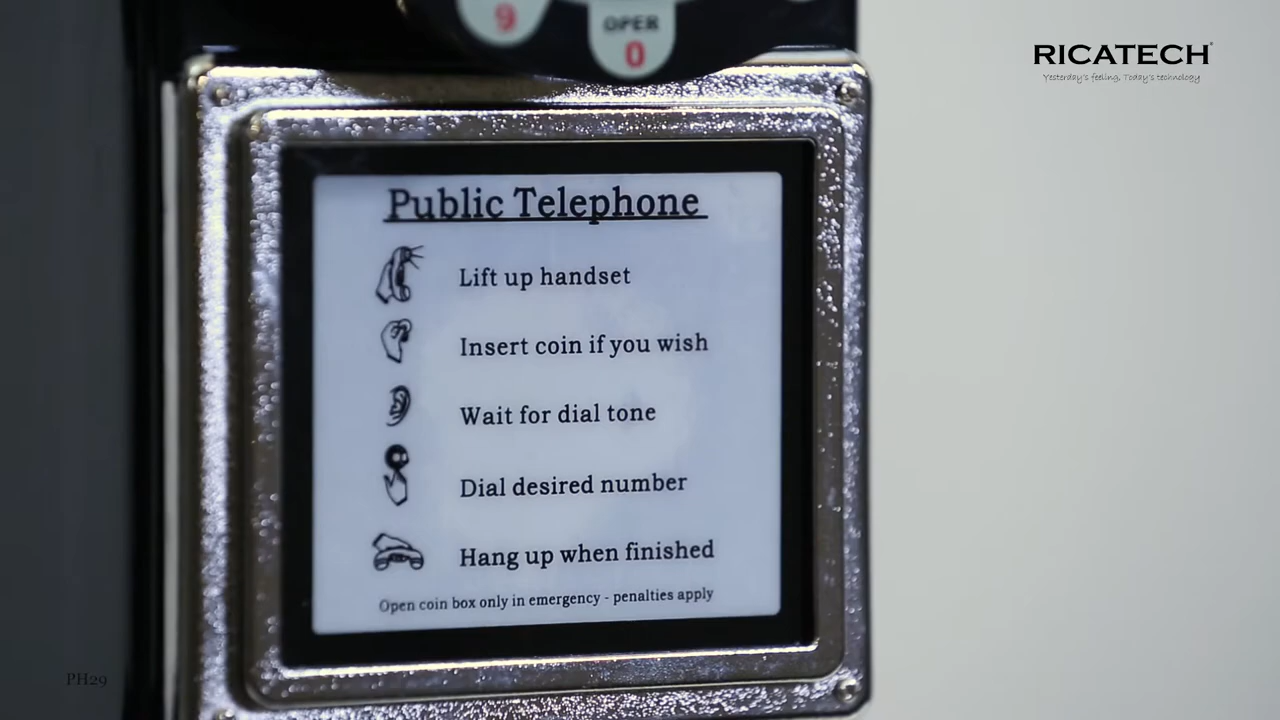 9
OPER
0
RICATECH
Yesterday's feeling, Today's technology
Public Telephone
Lift up handset
Insert coin if you wish
Wait for dial tone
Dial desired number
Hang up when finished
Open coin box only in emergency - penalties apply
PH29